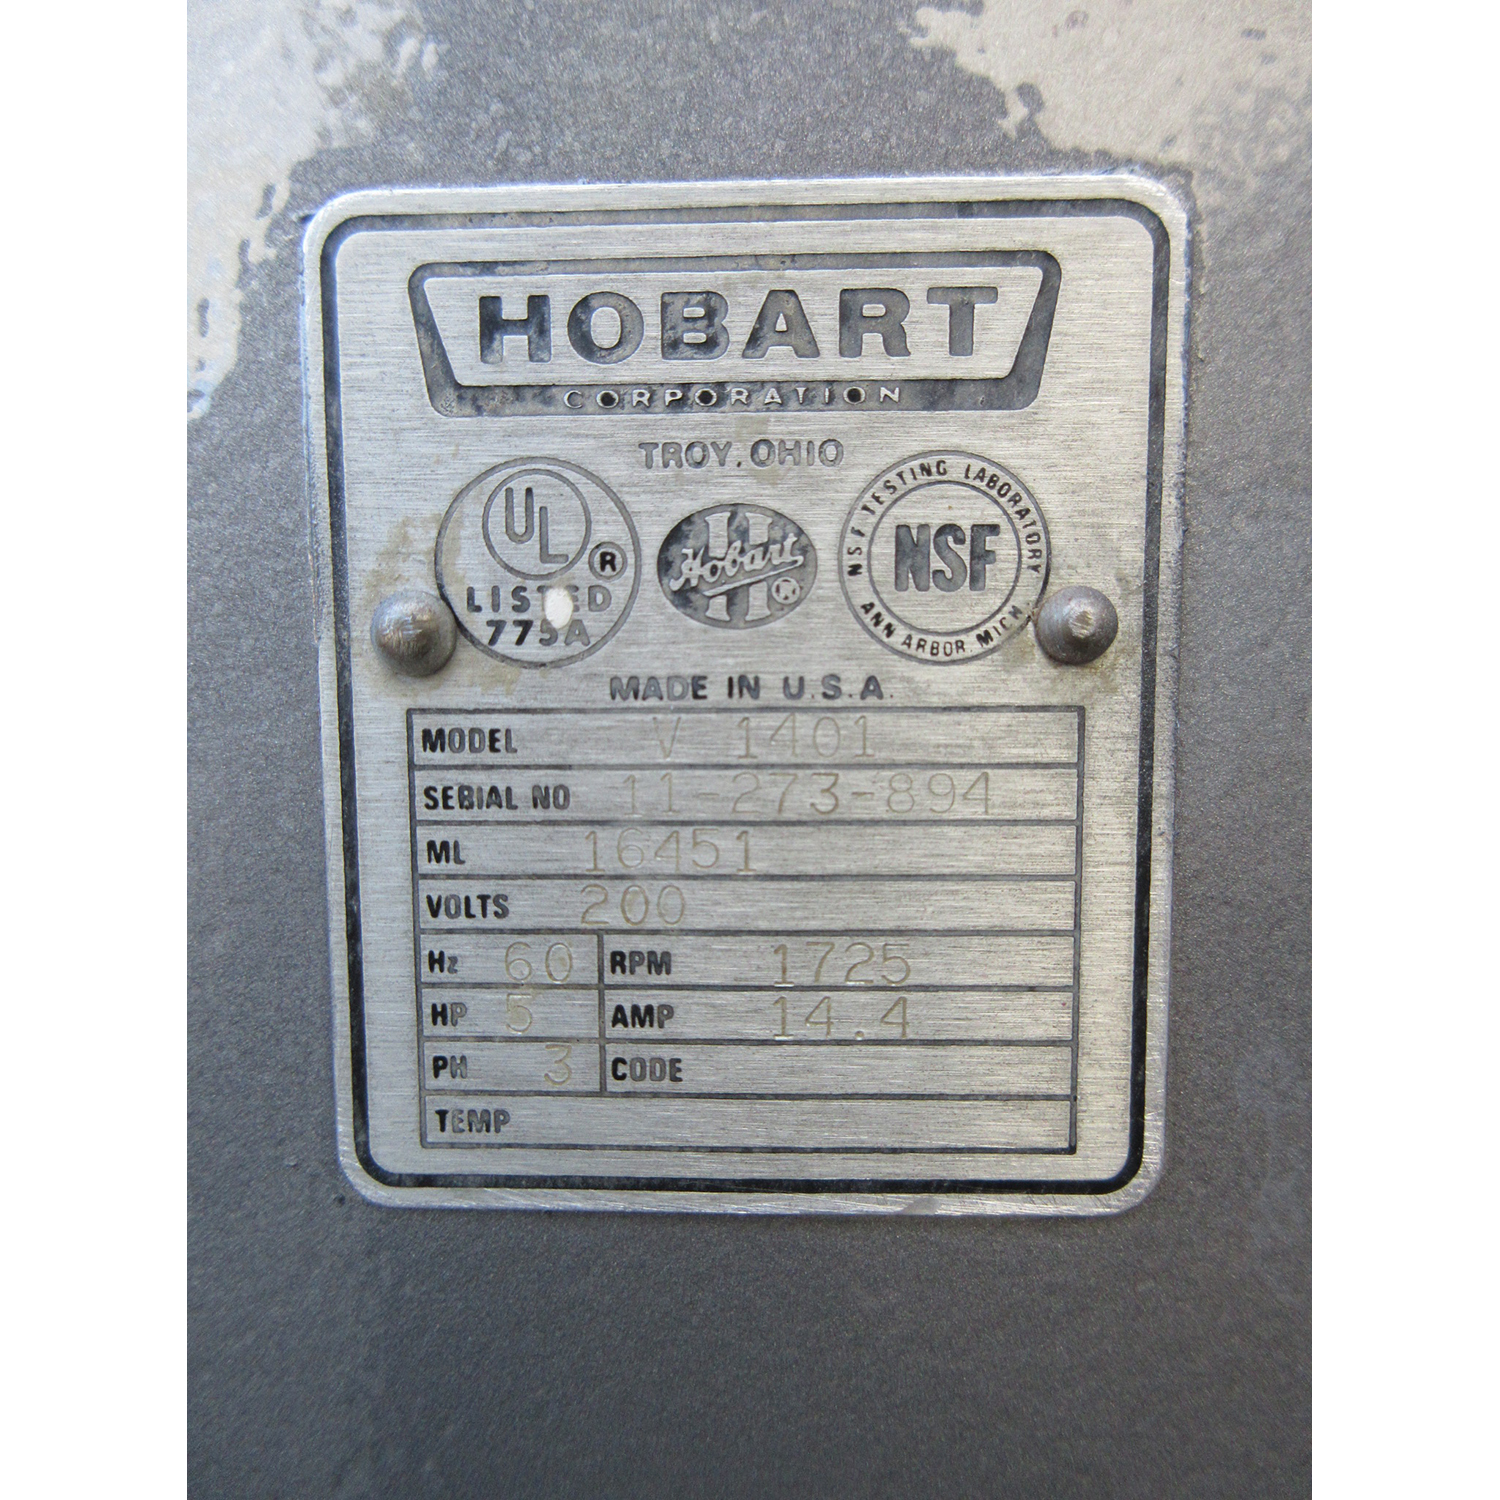 HOBART
CORPORATION
TROY, OHIO
UL ®
LISTED
775A
H Hobart ®
NSF TESTING LABORATORY
NSF
ANN ARBOR. MICH.
MADE IN U.S.A.
MODEL V 1401
SERIAL NO 11-273-894
ML 16451
VOLTS 200
Hz 60 RPM 1725
HP 5 AMP 14.4
PH 3 CODE
TEMP